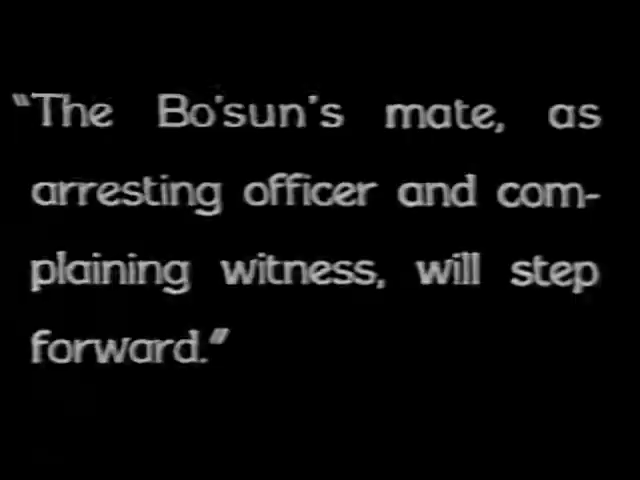 "The Bo'sun's mate, as
arresting officer and com-
plaining witness, will step
forward."